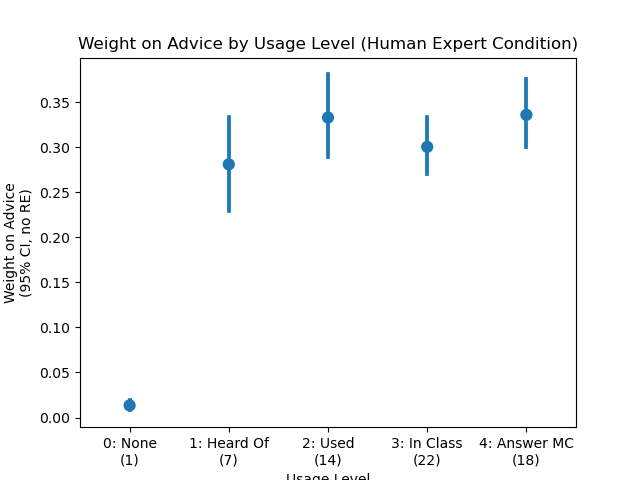 Weight on Advice by Usage Level (Human Expert Condition)
Weight on Advice
(95% CI, no RE)
0.35
0.30
0.25
0.20
0.15
0.10
0.05
0.00
0: None
(1)
1: Heard Of
(7)
2: Used
(14)
3: In Class
(22)
4: Answer MC
(18)
Usage Level